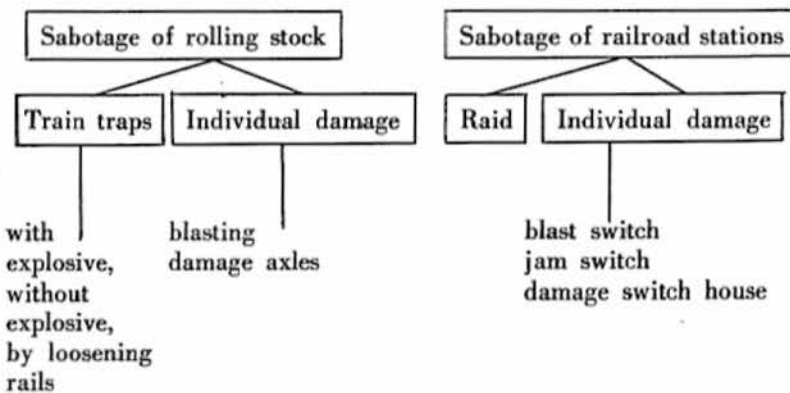 Sabotage of rolling stock
Sabotage of railroad stations
Train traps
Individual damage
Raid
Individual damage
with
explosive,
without
explosive,
by loosening
rails
blasting
damage axles
blast switch
jam switch
damage switch house